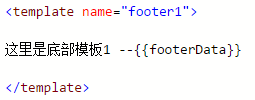 <template name="footer1">
这里是底部模板1 --{{footerData}}
</template>